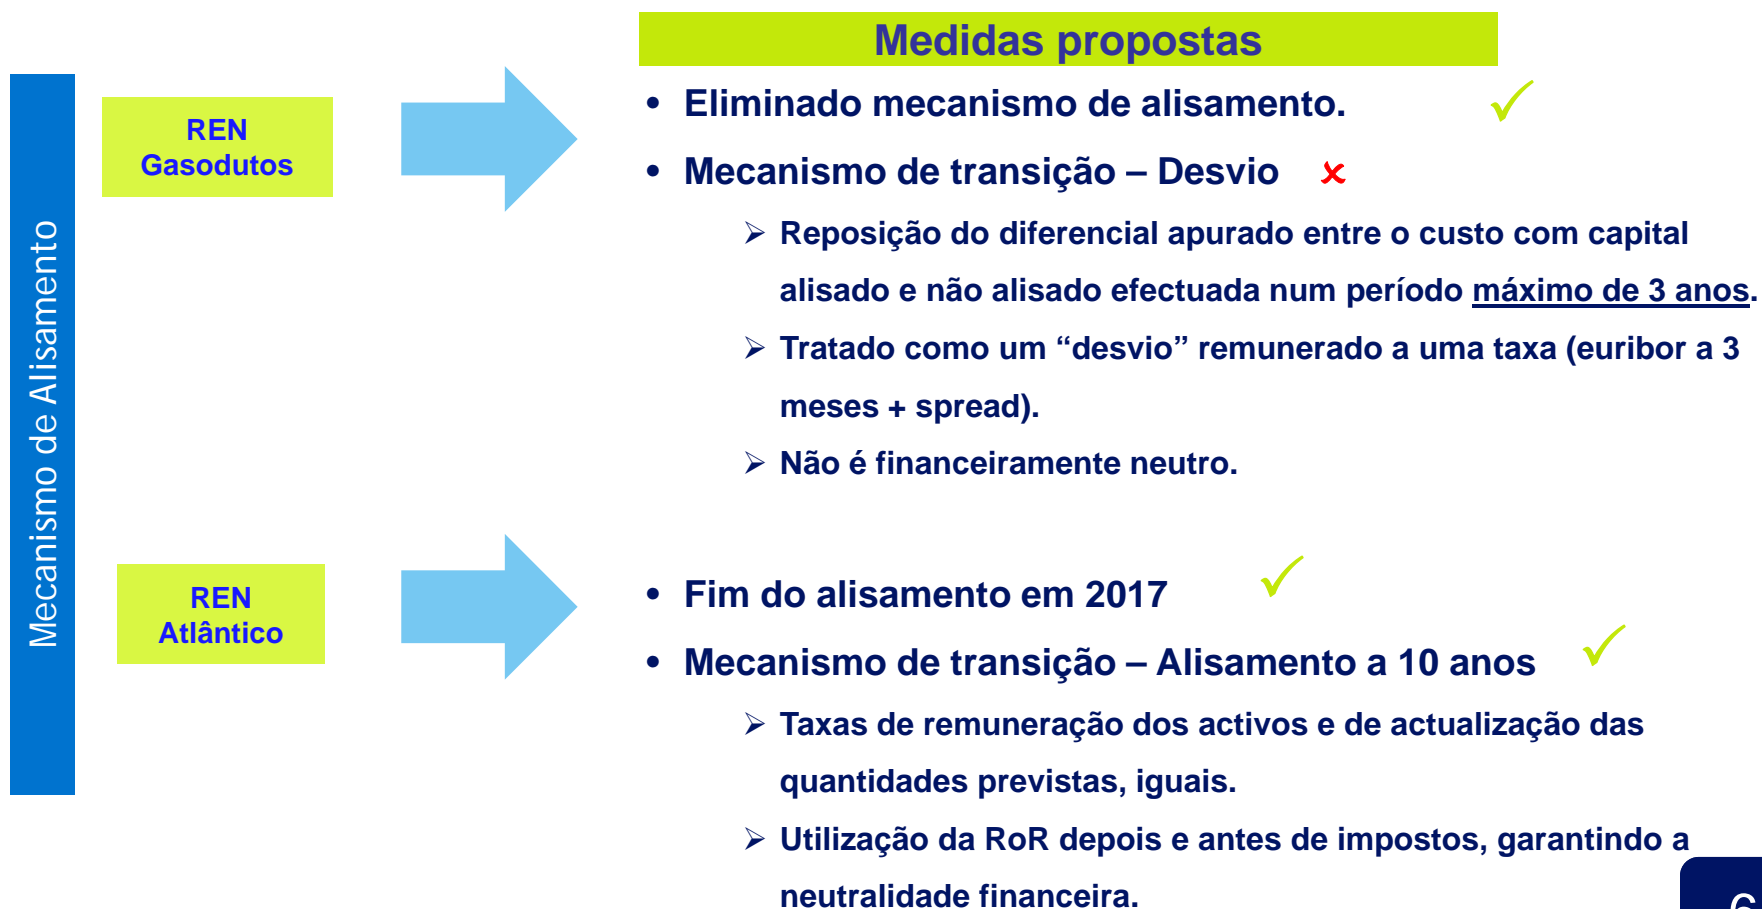 Medidas propostas
Mecanismo de Alisamento
REN
Gasodutos
• Eliminado mecanismo de alisamento. ✓
• Mecanismo de transição – Desvio ✗
➢ Reposição do diferencial apurado entre o custo com capital
alisado e não alisado efectuada num período máximo de 3 anos.
➢ Tratado como um “desvio” remunerado a uma taxa (euribor a 3
meses + spread).
➢ Não é financeiramente neutro.
REN
Atlântico
• Fim do alisamento em 2017 ✓
• Mecanismo de transição – Alisamento a 10 anos ✓
➢ Taxas de remuneração dos activos e de actualização das
quantidades previstas, iguais.
➢ Utilização da RoR depois e antes de impostos, garantindo a
neutralidade financeira.